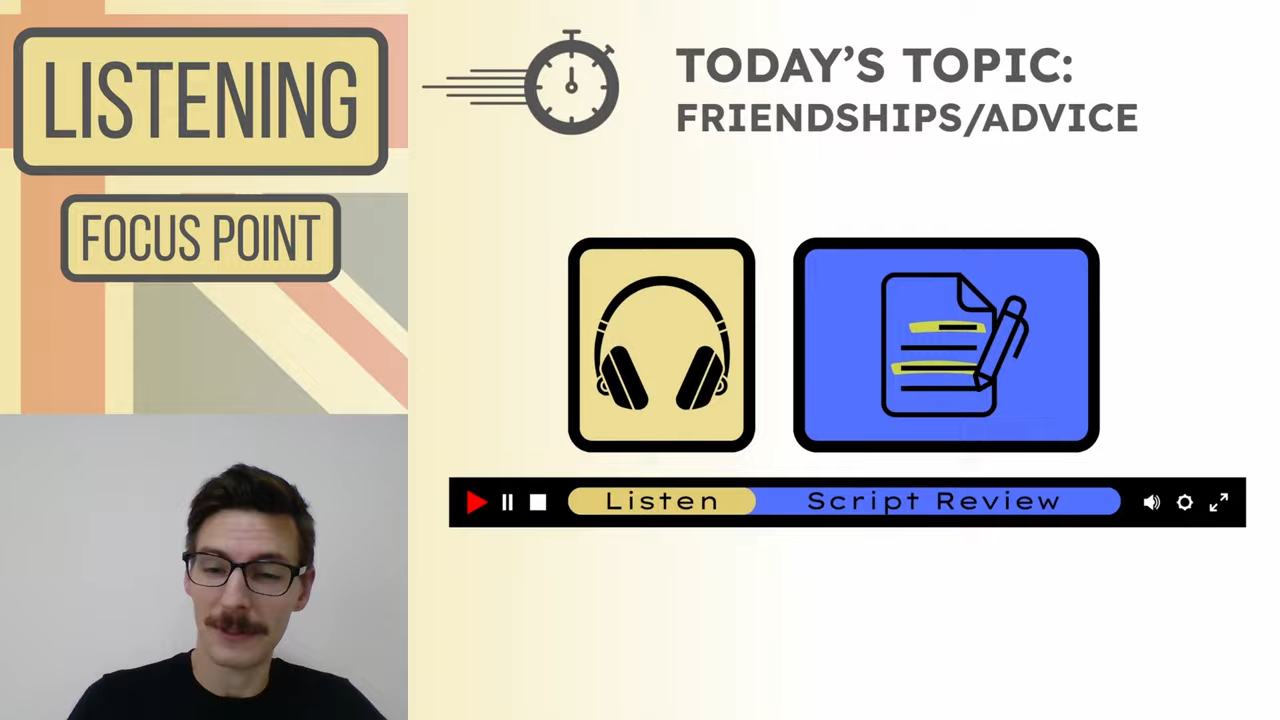 LISTENING
FOCUS POINT
TODAY'S TOPIC:
FRIENDSHIPS/ADVICE
Listen
Script Review